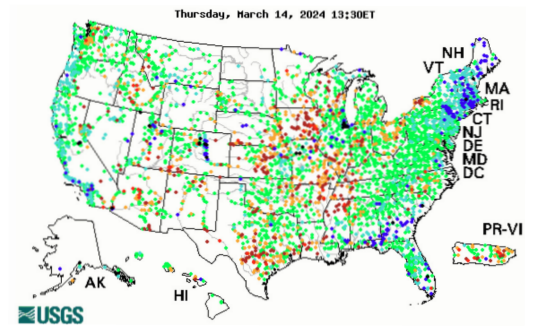 Thursday, March 14, 2024 13:30ET
NH
VT
MA
RI
CT
NJ
DE
MD
DC
PR-VI
AK
HI
USGS